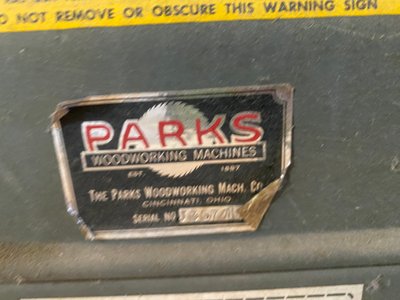 NOT REMOVE OR OBSCURE THIS WARNING SIGN
PARKS
WOODWORKING MACHINES
EST. 1887
THE PARKS WOODWORKING MACH. Co
CINCINNATI, OHIO
SERIAL NO